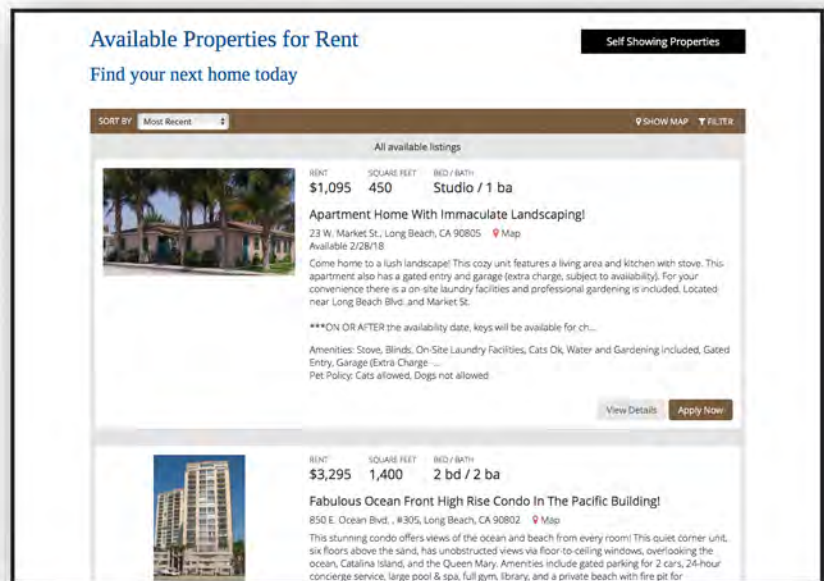 Available Properties for Rent
Self Showing Properties
Find your next home today
SORT BY Most Recent
SHOW MAP FILTER
All available listings
RENT SQUARE FEET BED / BATH
$1,095 450 Studio / 1 ba
Apartment Home With Immaculate Landscaping!
23 W. Market St., Long Beach, CA 90805 Map
Available 2/28/18
Come home to a lush landscape! This cozy unit features a living area and kitchen with stove. This
apartment also has a gated entry and garage (extra charge, subject to availability). For your
convenience there is a on-site laundry facilities and professional gardening is included. Located
near Long Beach Blvd. and Market St.
***ON OR AFTER the availability date, keys will be available for ch...
Amenities: Stove, Blinds, On-Site Laundry Facilities, Cats Ok, Water and Gardening Included, Gated
Entry, Garage (Extra Charge ...
Pet Policy: Cats allowed, Dogs not allowed
View Details Apply Now
RENT SQUARE FEET BED / BATH
$3,295 1,400 2 bd / 2 ba
Fabulous Ocean Front High Rise Condo In The Pacific Building!
850 E. Ocean Blvd., #305, Long Beach, CA 90802 Map
This stunning condo offers views of the ocean and beach from every room! This quiet corner unit,
six floors above the sand, has unobstructed views via floor-to-ceiling windows, overlooking the
ocean, Catalina Island, and the Queen Mary. Amenities include gated parking for 2 cars, 24-hour
concierge service, large pool & spa, full gym, library, and a private beach with fire pit for